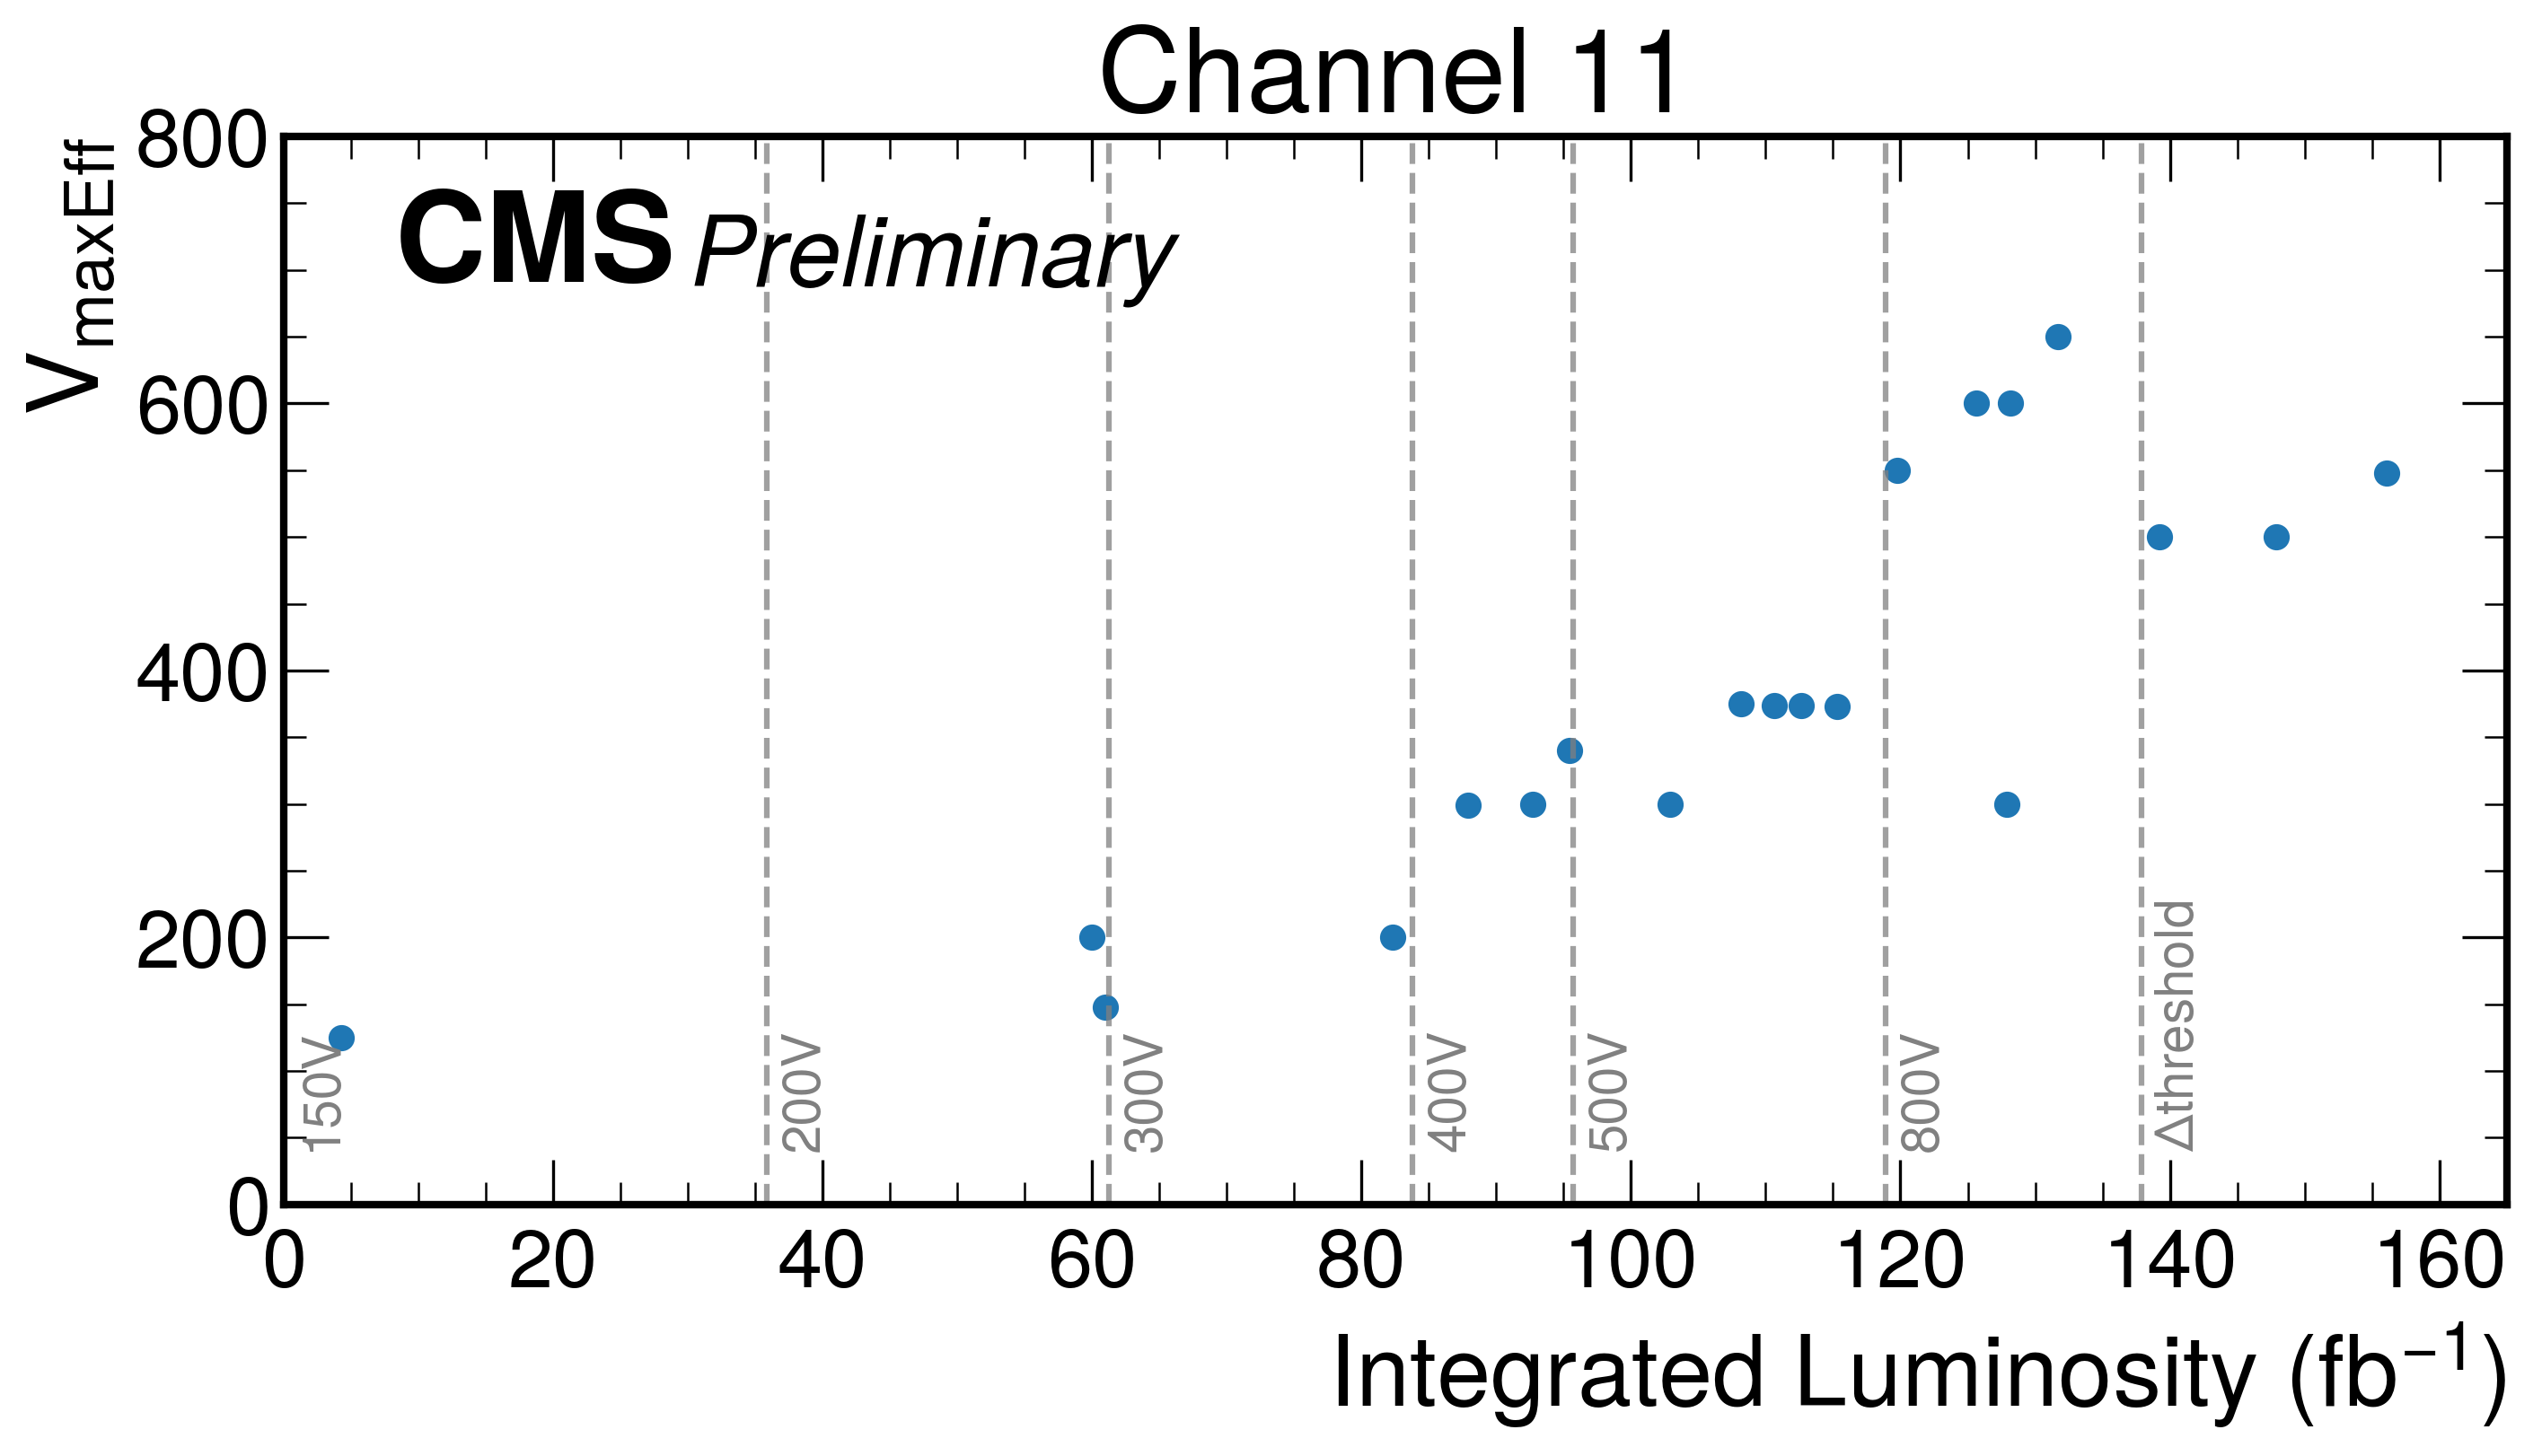 Channel 11
V_maxEff
800
600
400
200
0
CMS Preliminary
150V
200V
300V
400V
500V
800V
Δthreshold
0 20 40 60 80 100 120 140 160
Integrated Luminosity (fb⁻¹)